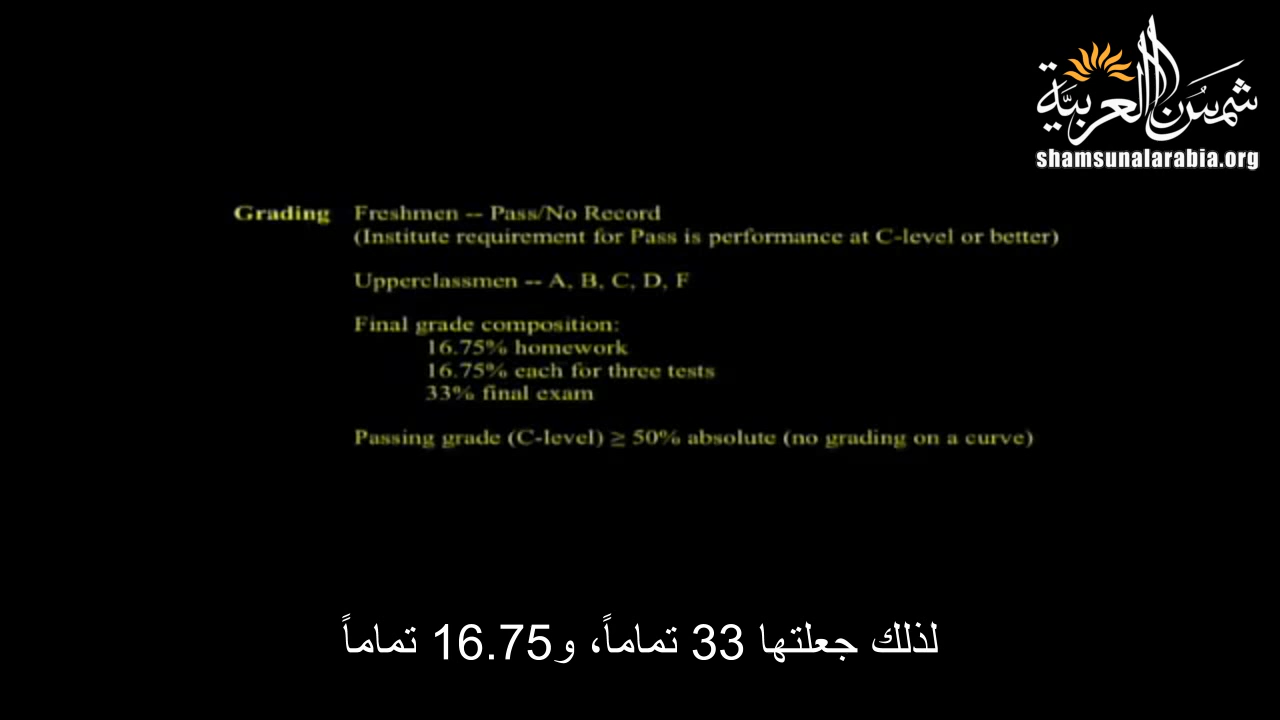 شمسن العربية
shamsunalarabia.org
Grading Freshmen -- Pass/No Record
(Institute requirement for Pass is performance at C-level or better)
Upperclassmen -- A, B, C, D, F
Final grade composition:
16.75% homework
16.75% each for three tests
33% final exam
Passing grade (C-level) ≥ 50% absolute (no grading on a curve)
لذلك جعلتها 33 تماماً، و16.75 تماماً